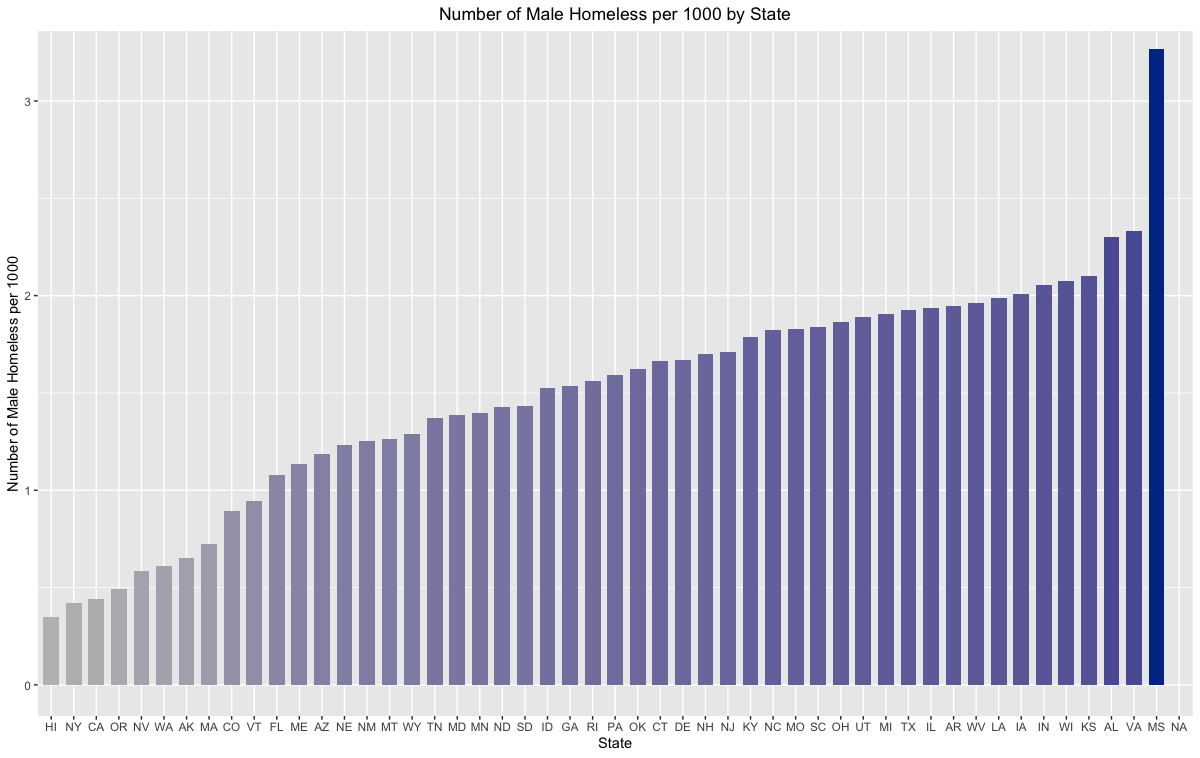 Number of Male Homeless per 1000 by State
Number of Male Homeless per 1000
3
2
1
0
HI NY CA OR NV WA AK MA CO VT FL ME AZ NE NM MT WY TN MD MN ND SD ID GA RI PA OK CT DE NH NJ KY NC MO SC OH UT MI TX IL AR WV LA IA IN WI KS AL VA MS NA
State